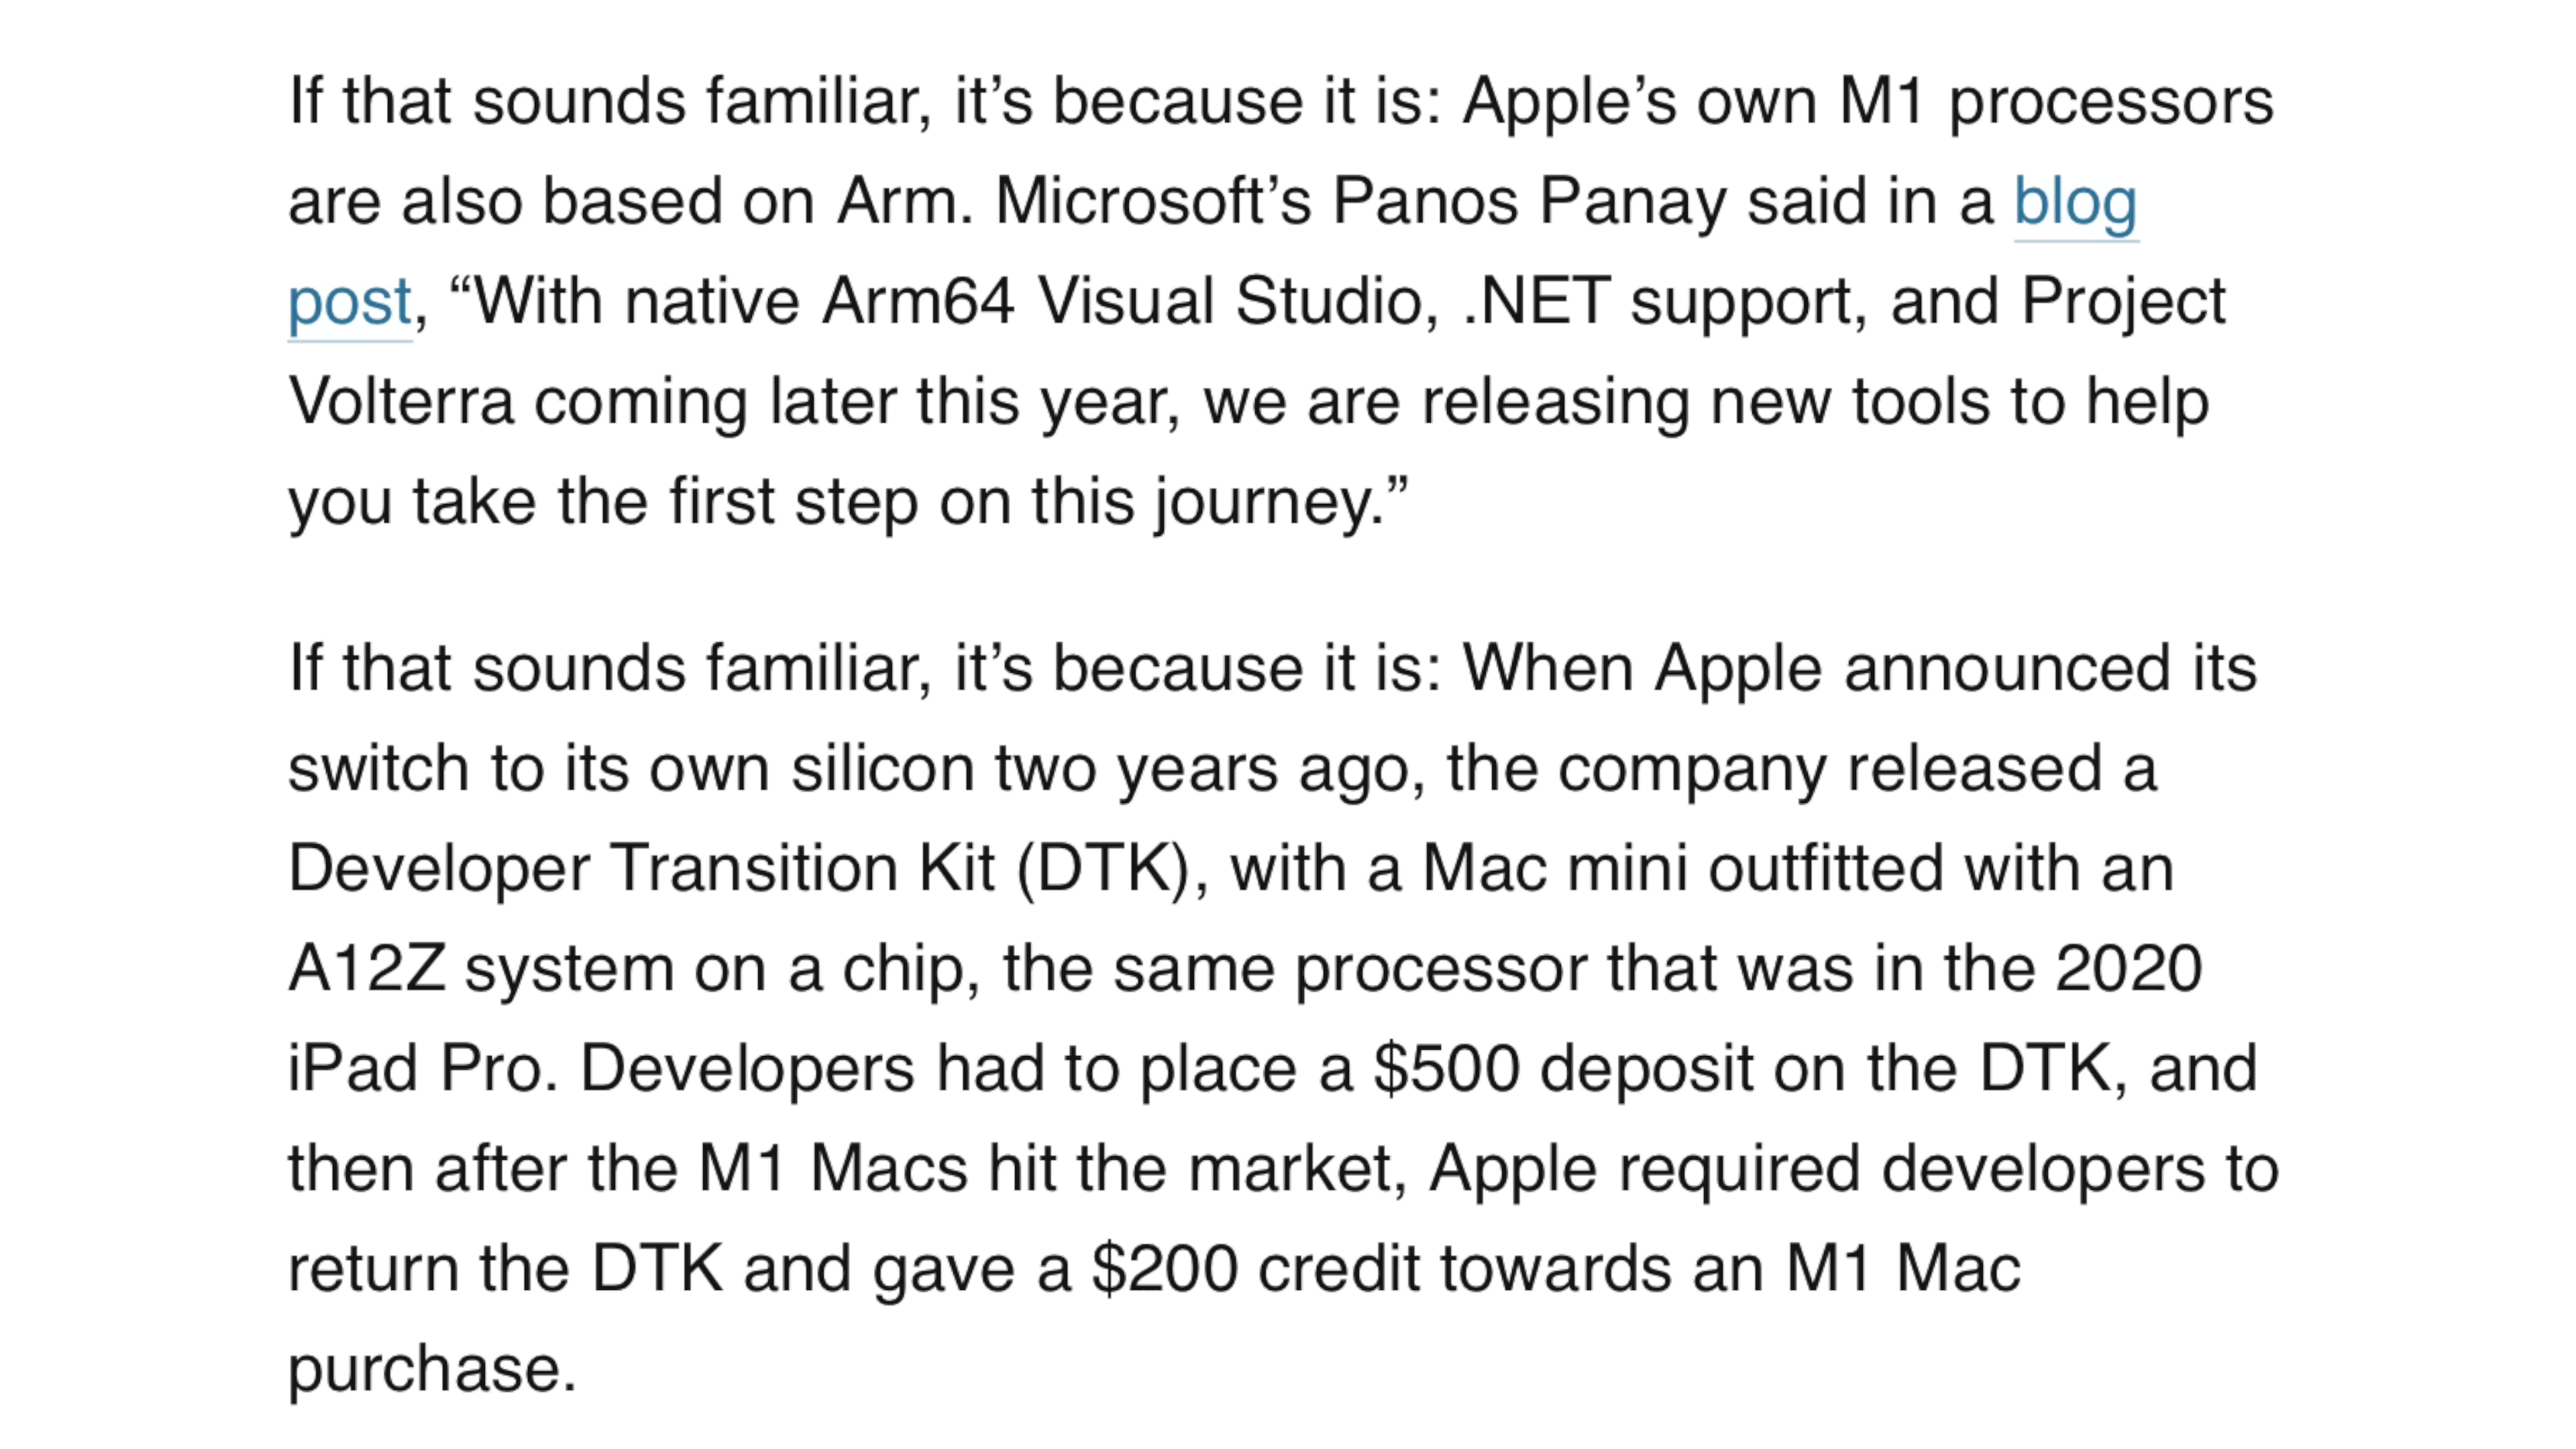 If that sounds familiar, it’s because it is: Apple’s own M1 processors
are also based on Arm. Microsoft’s Panos Panay said in a blog
post, “With native Arm64 Visual Studio, .NET support, and Project
Volterra coming later this year, we are releasing new tools to help
you take the first step on this journey.”
If that sounds familiar, it’s because it is: When Apple announced its
switch to its own silicon two years ago, the company released a
Developer Transition Kit (DTK), with a Mac mini outfitted with an
A12Z system on a chip, the same processor that was in the 2020
iPad Pro. Developers had to place a $500 deposit on the DTK, and
then after the M1 Macs hit the market, Apple required developers to
return the DTK and gave a $200 credit towards an M1 Mac
purchase.